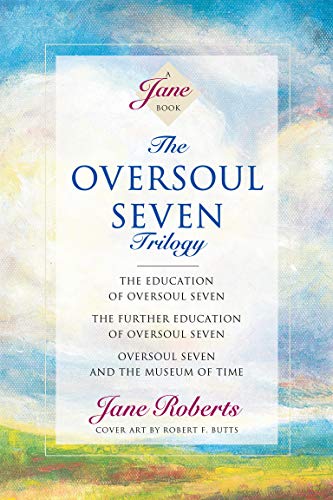 A
Jane
BOOK
The
OVERSOUL
SEVEN
Trilogy
THE EDUCATION
OF OVERSOUL SEVEN
THE FURTHER EDUCATION
OF OVERSOUL SEVEN
OVERSOUL SEVEN
AND THE MUSEUM OF TIME
Jane Roberts
COVER ART BY ROBERT F. BUTTS